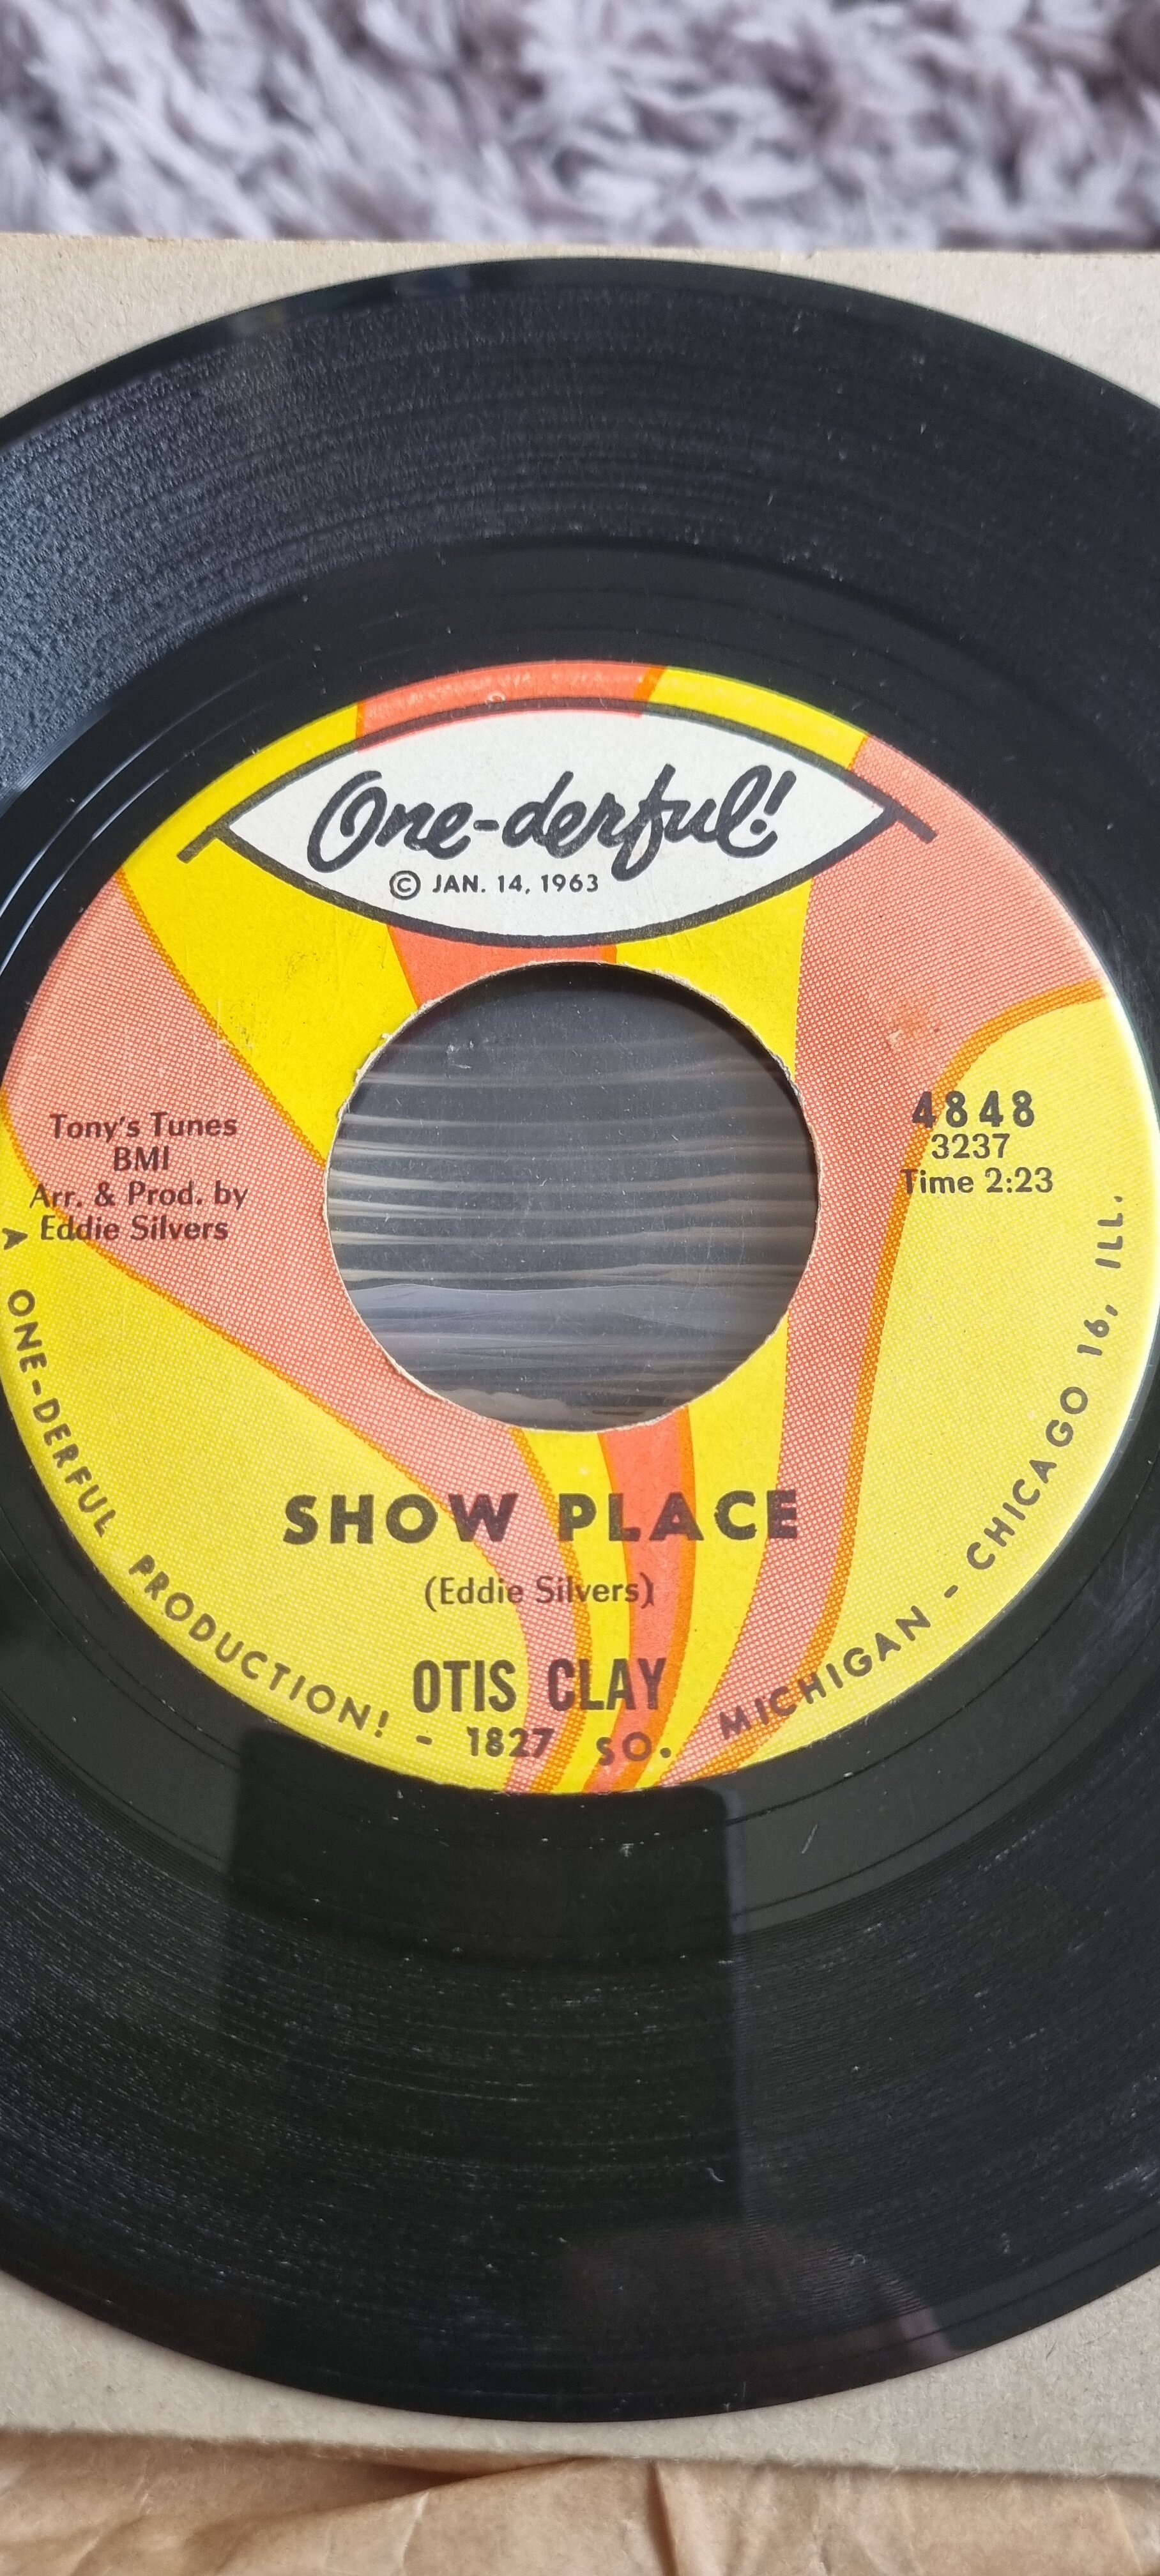 One-derful!
© JAN. 14, 1963
Tony's Tunes
BMI
Arr. & Prod. by
Eddie Silvers
4848
3237
Time 2:23
SHOW PLACE
(Eddie Silvers)
OTIS CLAY
A ONE-DERFUL PRODUCTION! - 1827 SO. MICHIGAN - CHICAGO 16, ILL.